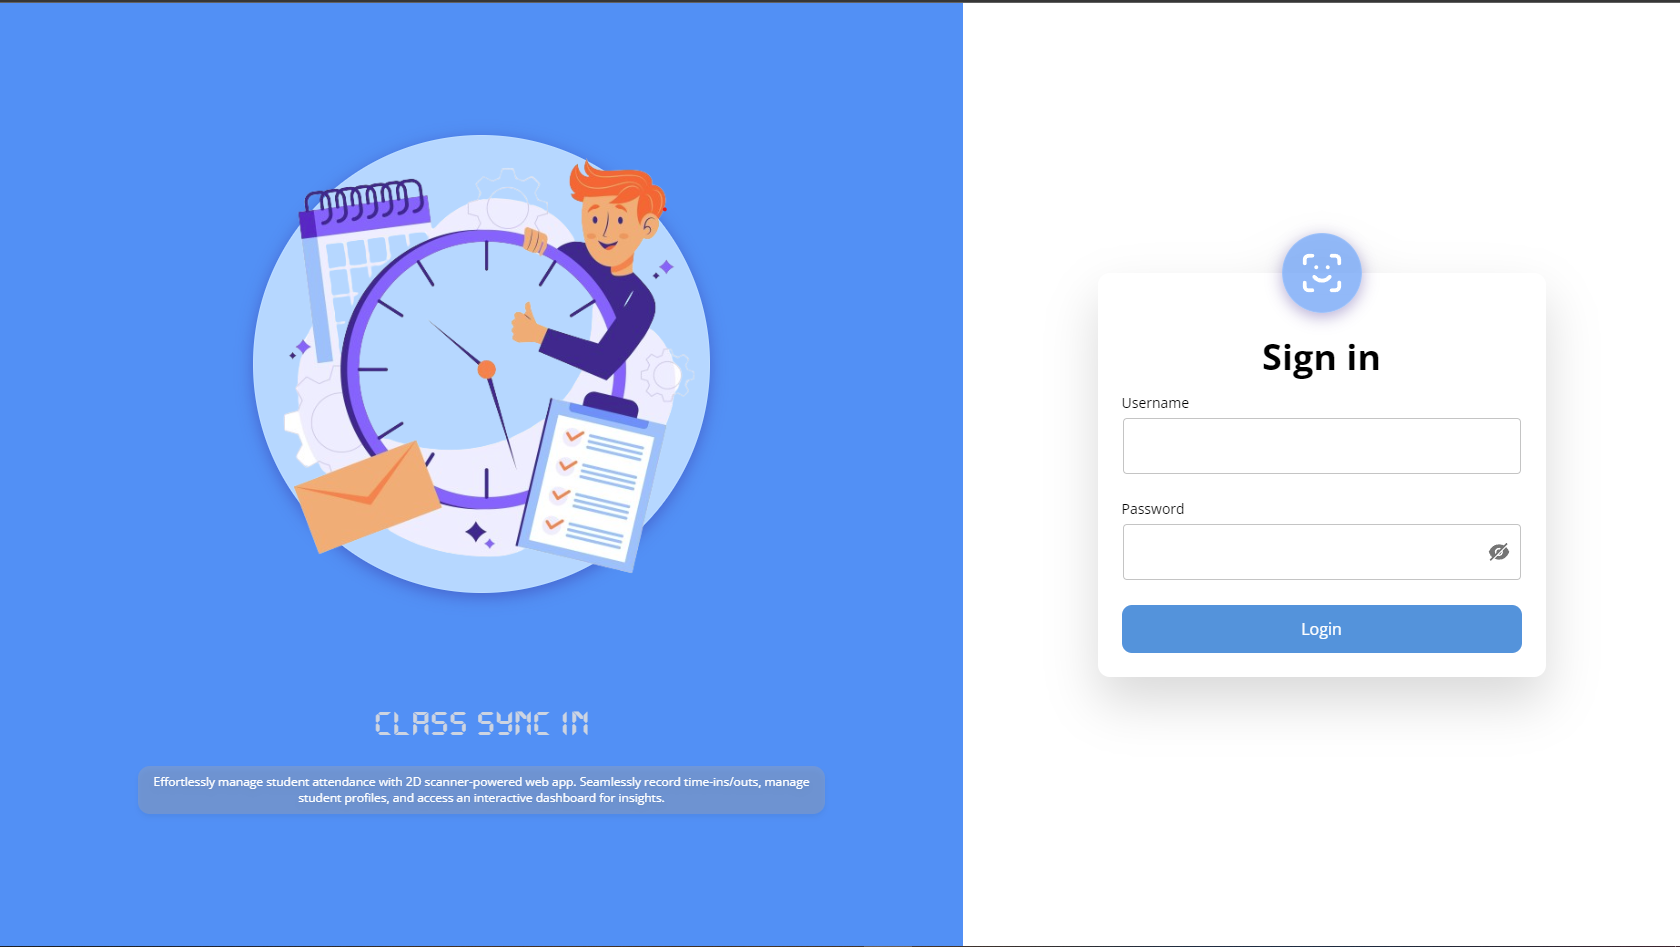 CLASS SYNC IN
Effortlessly manage student attendance with 2D scanner-powered web app. Seamlessly record time-ins/outs, manage
student profiles, and access an interactive dashboard for insights.
Sign in
Username
Password
Login